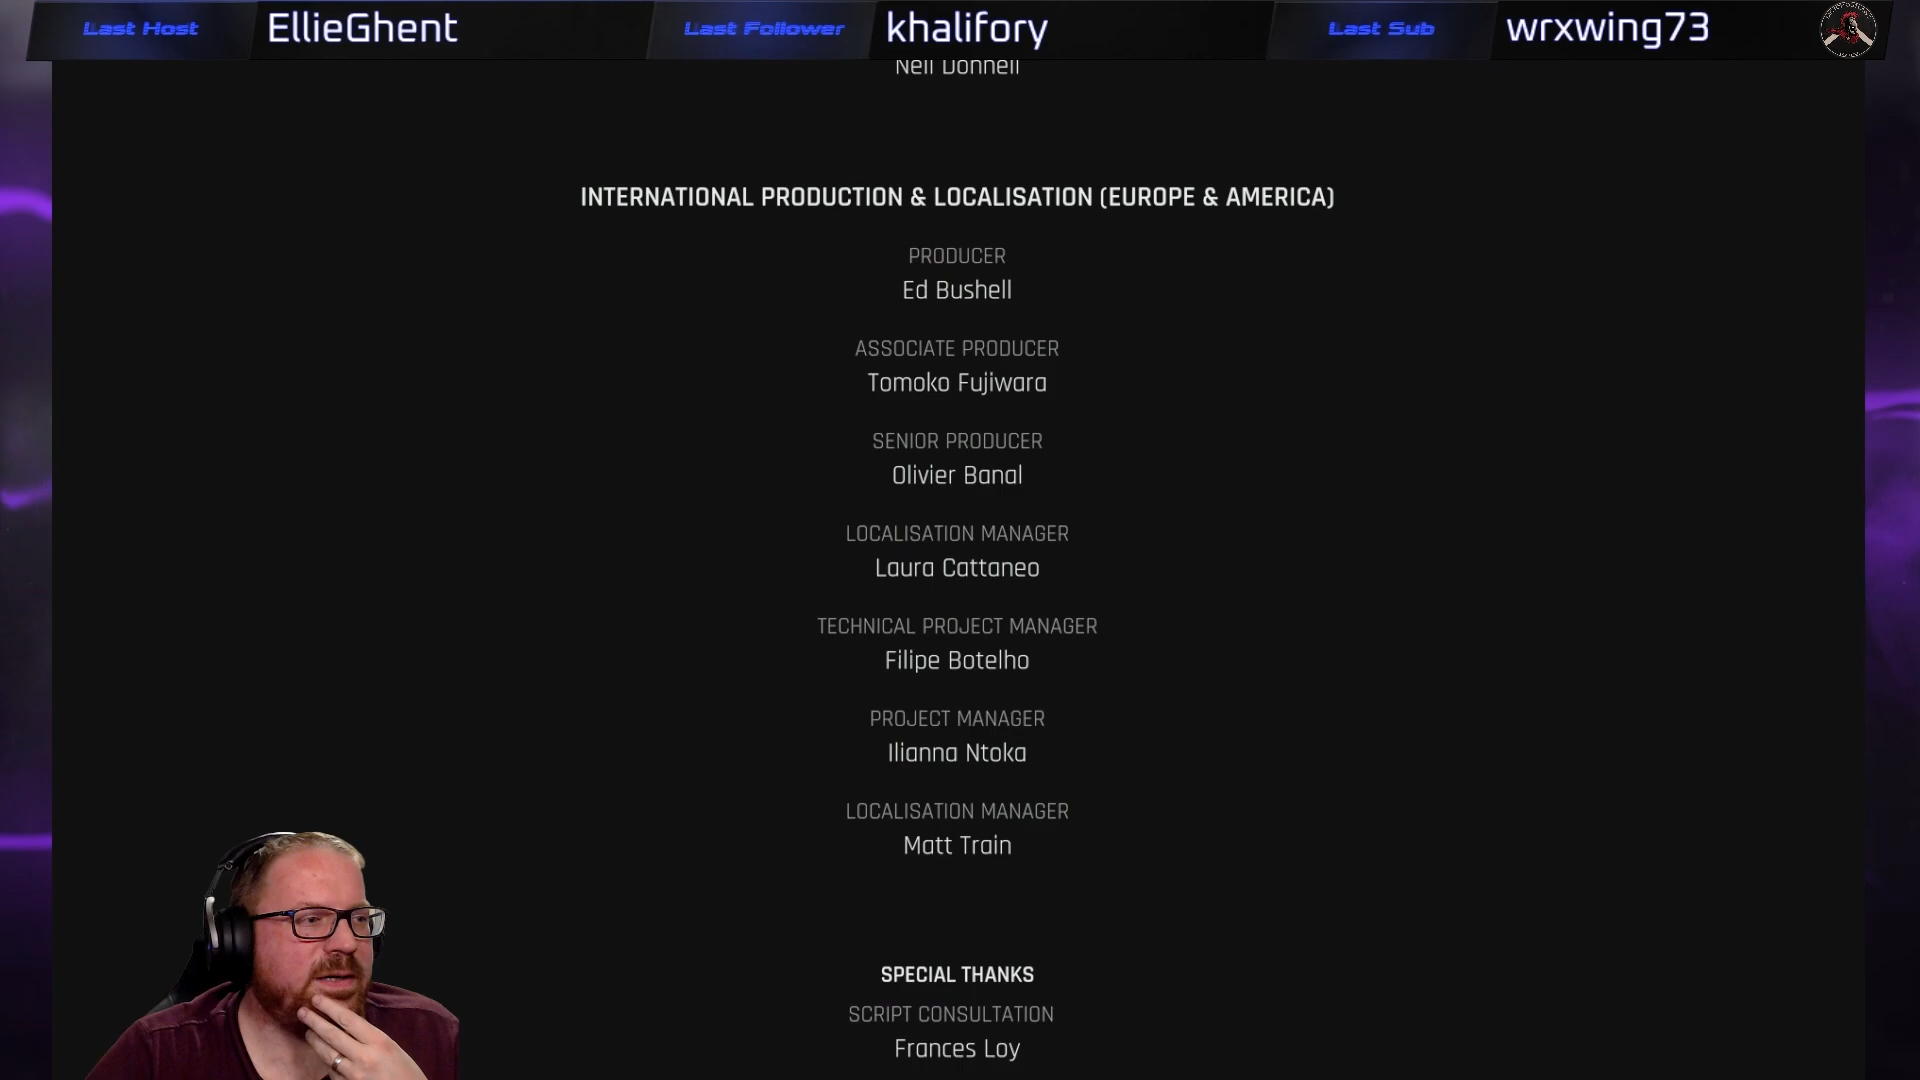 Last Host EllieGhent Last Follower khalifory Last Sub wrxwing73
Neil Donnell
INTERNATIONAL PRODUCTION & LOCALISATION (EUROPE & AMERICA)
PRODUCER
Ed Bushell
ASSOCIATE PRODUCER
Tomoko Fujiwara
SENIOR PRODUCER
Olivier Banal
LOCALISATION MANAGER
Laura Cattaneo
TECHNICAL PROJECT MANAGER
Filipe Botelho
PROJECT MANAGER
Ilianna Ntoka
LOCALISATION MANAGER
Matt Train
SPECIAL THANKS
SCRIPT CONSULTATION
Frances Loy